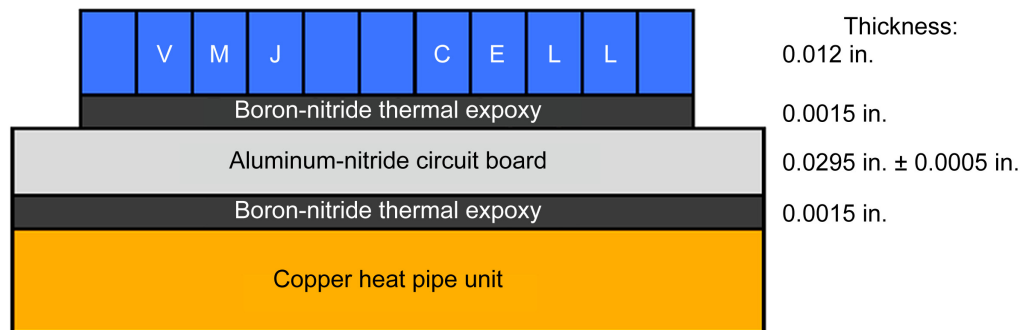 Thickness:
V M J C E L L 0.012 in.
Boron-nitride thermal expoxy 0.0015 in.
Aluminum-nitride circuit board 0.0295 in. ± 0.0005 in.
Boron-nitride thermal expoxy 0.0015 in.
Copper heat pipe unit